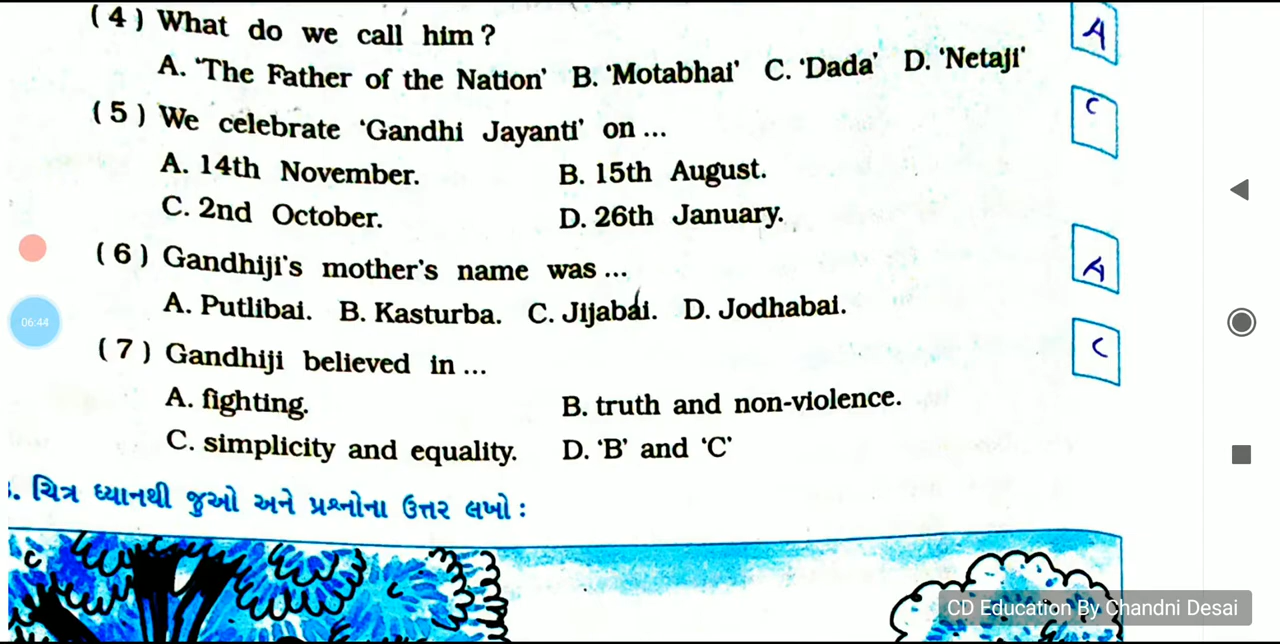 ( 4 ) What do we call him ? A
A. 'The Father of the Nation' B. 'Motabhai' C. 'Dada' D. 'Netaji'
( 5 ) We celebrate 'Gandhi Jayanti' on ... C
A. 14th November. B. 15th August.
C. 2nd October. D. 26th January.
( 6 ) Gandhiji's mother's name was ... A
A. Putlibai. B. Kasturba. C. Jijabai. D. Jodhabai.
06:44
( 7 ) Gandhiji believed in ... C
A. fighting. B. truth and non-violence.
C. simplicity and equality. D. 'B' and 'C'
. ચિત્ર ધ્યાનથી જુઓ અને પ્રશ્નોના ઉત્તર લખો :
CD Education By Chandni Desai